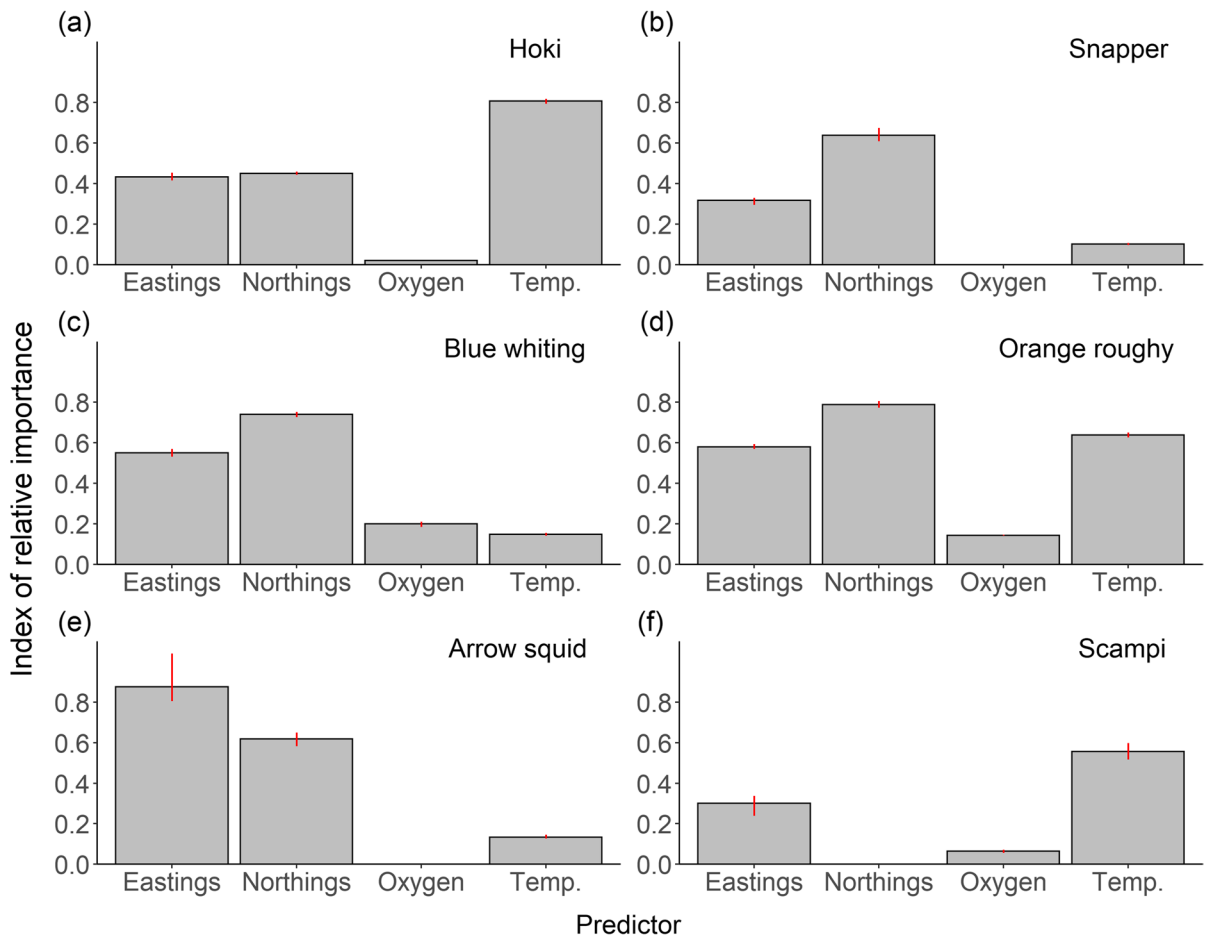 (a)
Hoki
0.8
0.6
0.4
0.2
0.0
Eastings Northings Oxygen Temp.
(b)
Snapper
0.8
0.6
0.4
0.2
0.0
Eastings Northings Oxygen Temp.
(c)
Blue whiting
0.8
0.6
0.4
0.2
0.0
Eastings Northings Oxygen Temp.
(d)
Orange roughy
0.8
0.6
0.4
0.2
0.0
Eastings Northings Oxygen Temp.
(e)
Arrow squid
0.8
0.6
0.4
0.2
0.0
Eastings Northings Oxygen Temp.
(f)
Scampi
0.8
0.6
0.4
0.2
0.0
Eastings Northings Oxygen Temp.
Index of relative importance
Predictor